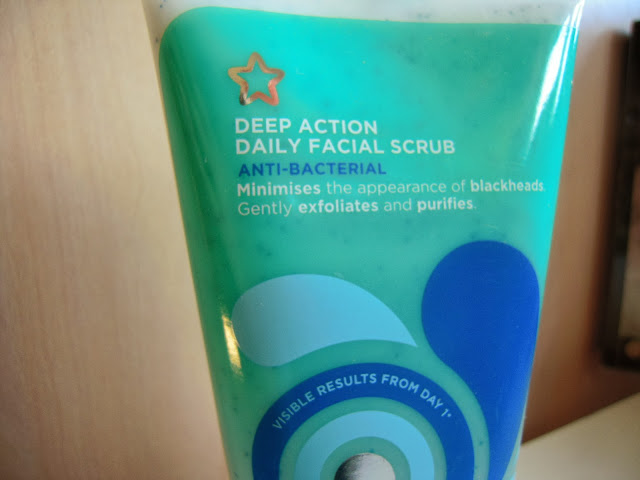 DEEP ACTION
DAILY FACIAL SCRUB
ANTI-BACTERIAL
Minimises the appearance of blackheads.
Gently exfoliates and purifies.
VISIBLE RESULTS FROM DAY 1*